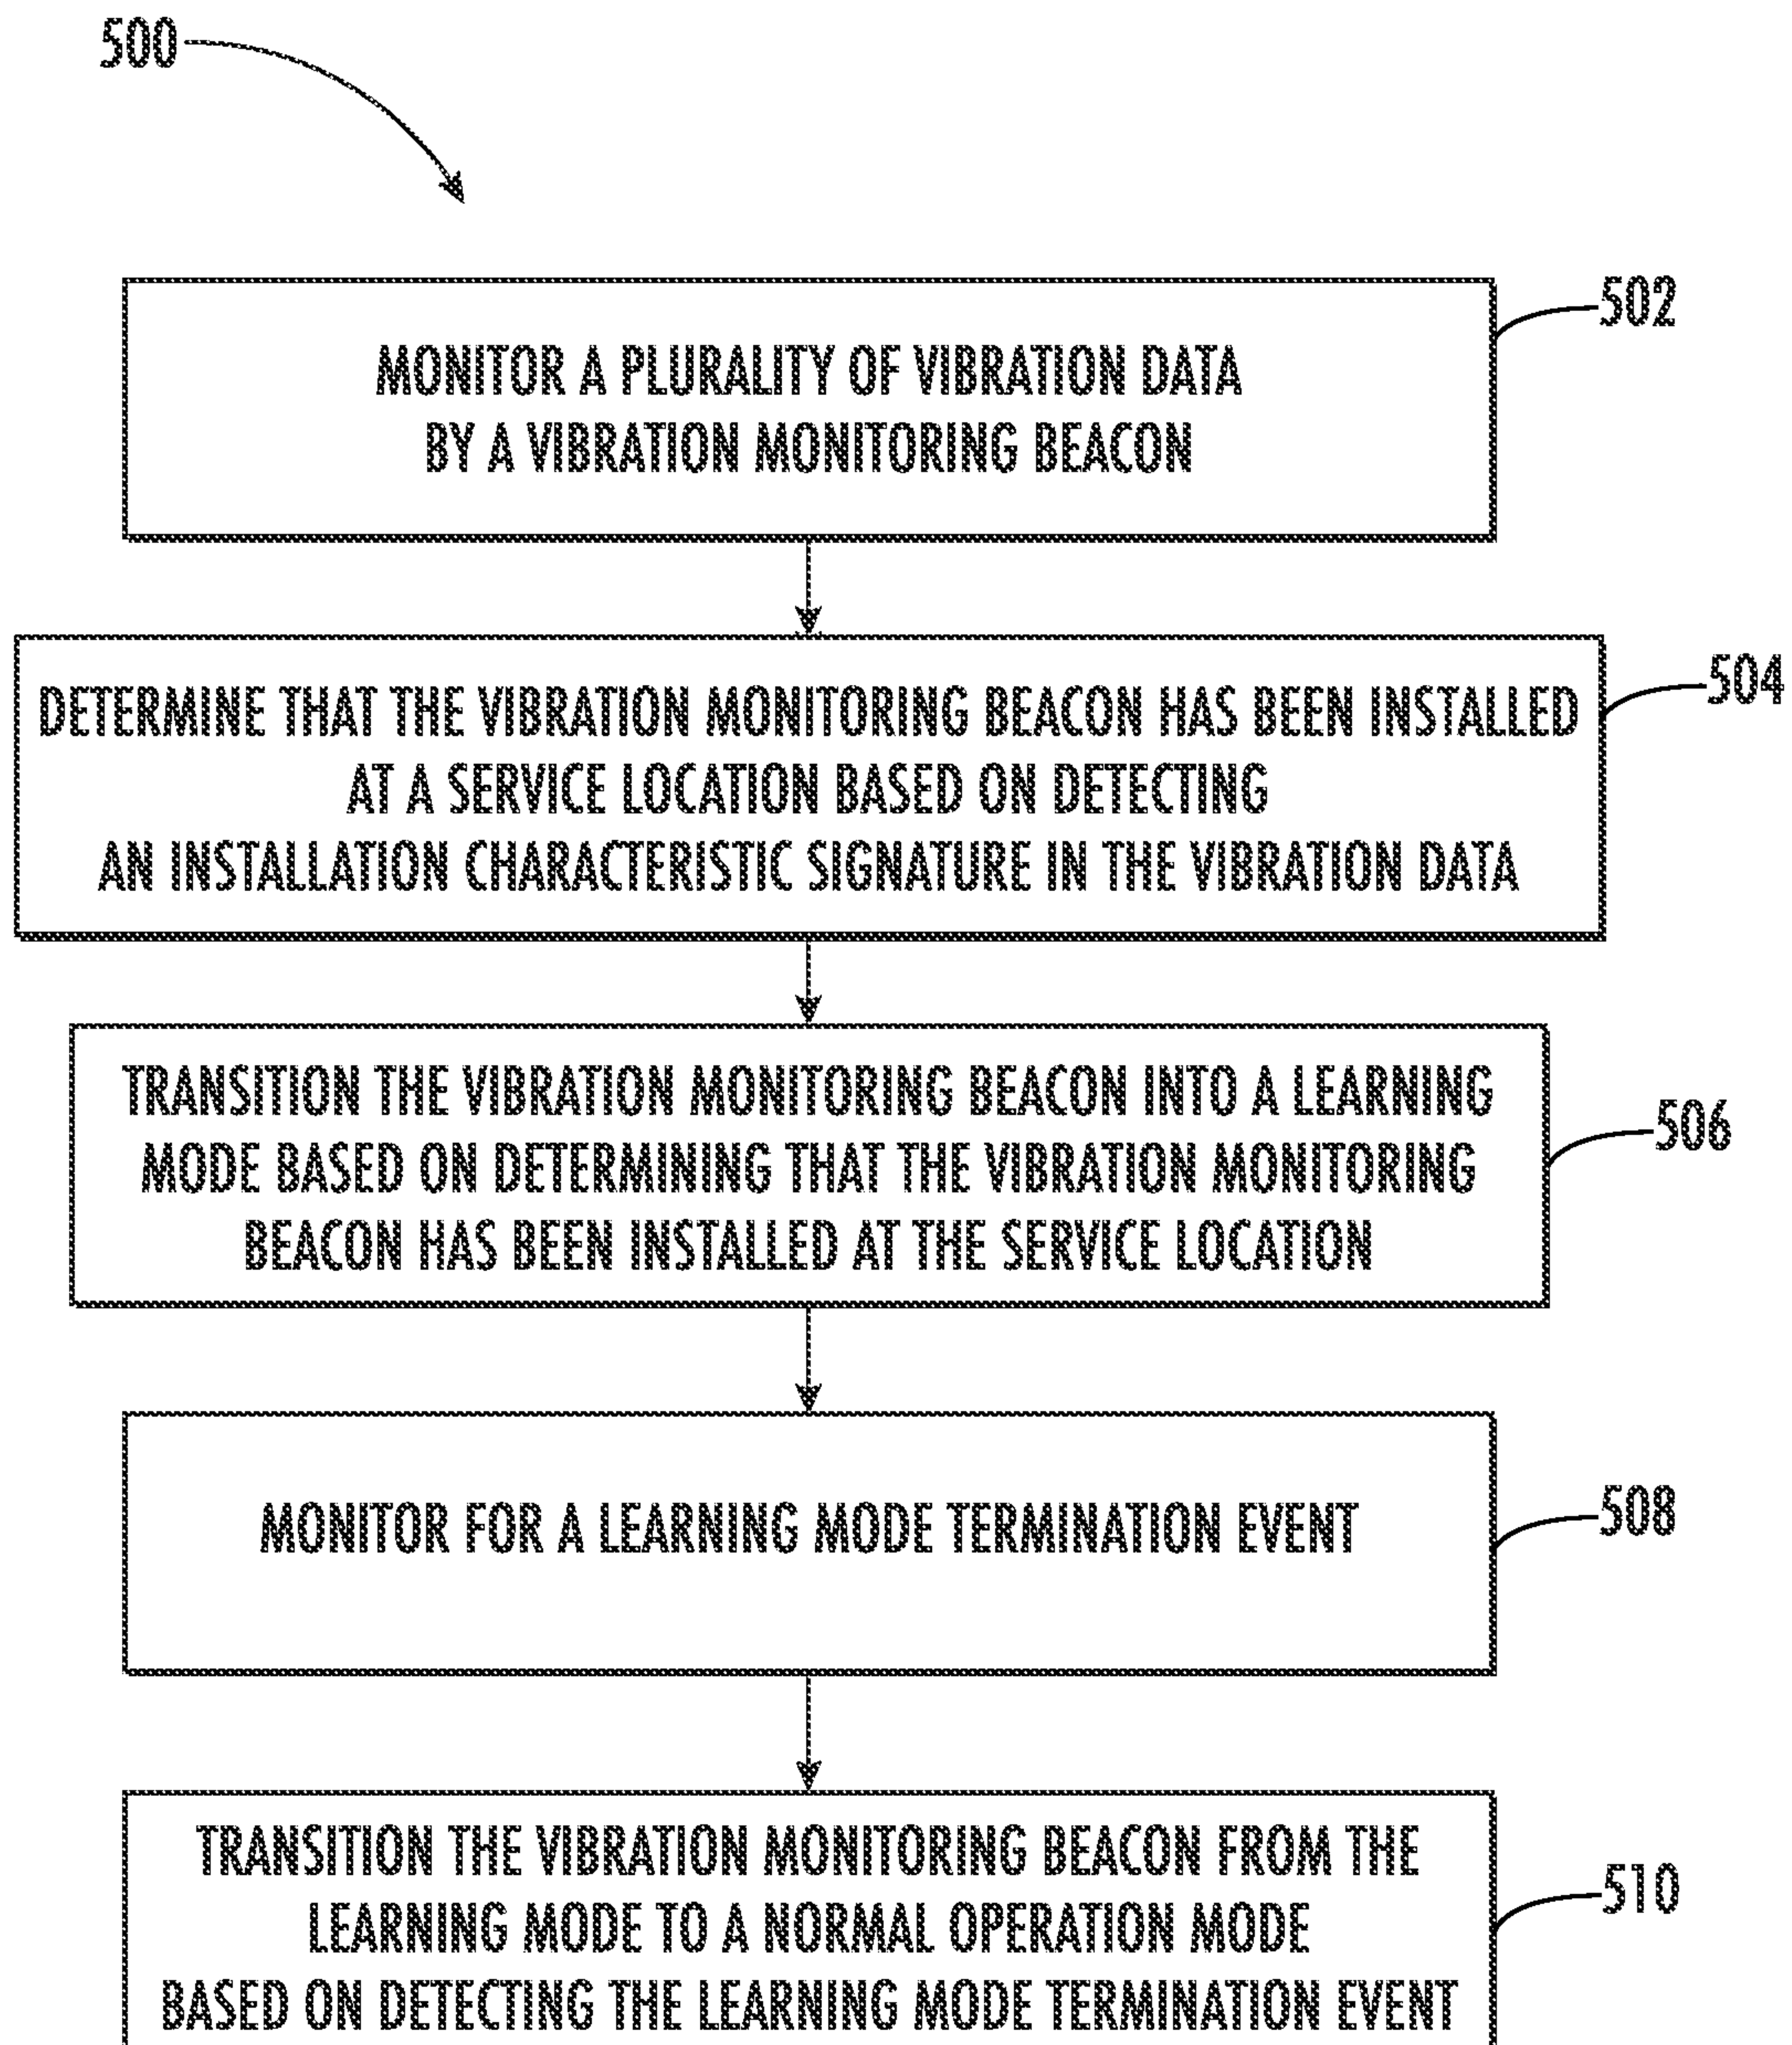 500
502
MONITOR A PLURALITY OF VIBRATION DATA
BY A VIBRATION MONITORING BEACON
504
DETERMINE THAT THE VIBRATION MONITORING BEACON HAS BEEN INSTALLED
AT A SERVICE LOCATION BASED ON DETECTING
AN INSTALLATION CHARACTERISTIC SIGNATURE IN THE VIBRATION DATA
506
TRANSITION THE VIBRATION MONITORING BEACON INTO A LEARNING
MODE BASED ON DETERMINING THAT THE VIBRATION MONITORING
BEACON HAS BEEN INSTALLED AT THE SERVICE LOCATION
508
MONITOR FOR A LEARNING MODE TERMINATION EVENT
510
TRANSITION THE VIBRATION MONITORING BEACON FROM THE
LEARNING MODE TO A NORMAL OPERATION MODE
BASED ON DETECTING THE LEARNING MODE TERMINATION EVENT